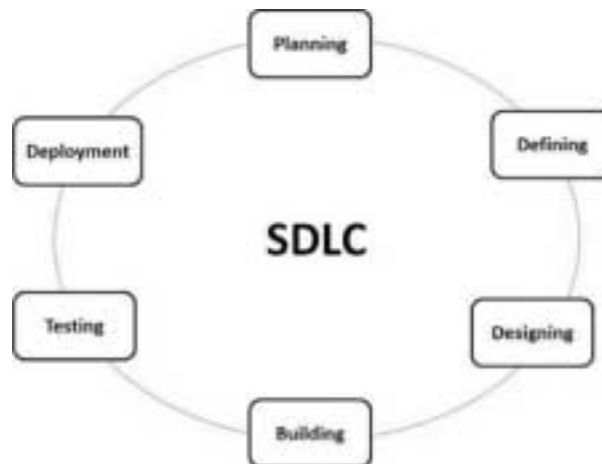 Planning
Deployment
Defining
SDLC
Testing
Designing
Building